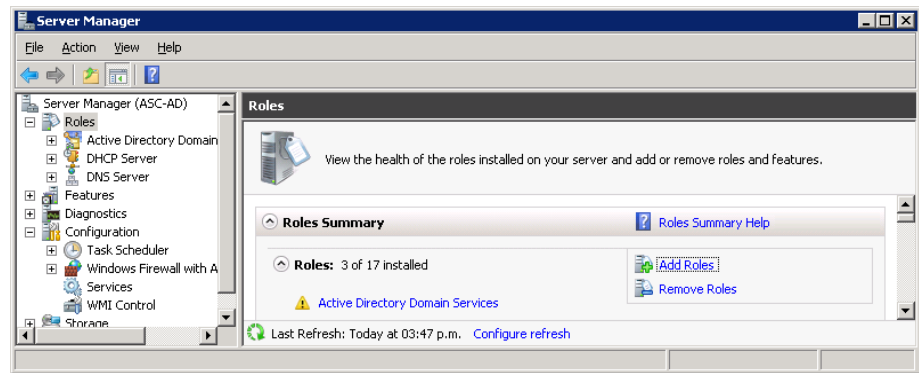 Server Manager
File Action View Help
Server Manager (ASC-AD)
Roles
Active Directory Domain
DHCP Server
DNS Server
Features
Diagnostics
Configuration
Task Scheduler
Windows Firewall with A
Services
WMI Control
Storage
Roles
View the health of the roles installed on your server and add or remove roles and features.
Roles Summary
Roles Summary Help
Roles: 3 of 17 installed
Add Roles
Remove Roles
Active Directory Domain Services
Last Refresh: Today at 03:47 p.m. Configure refresh